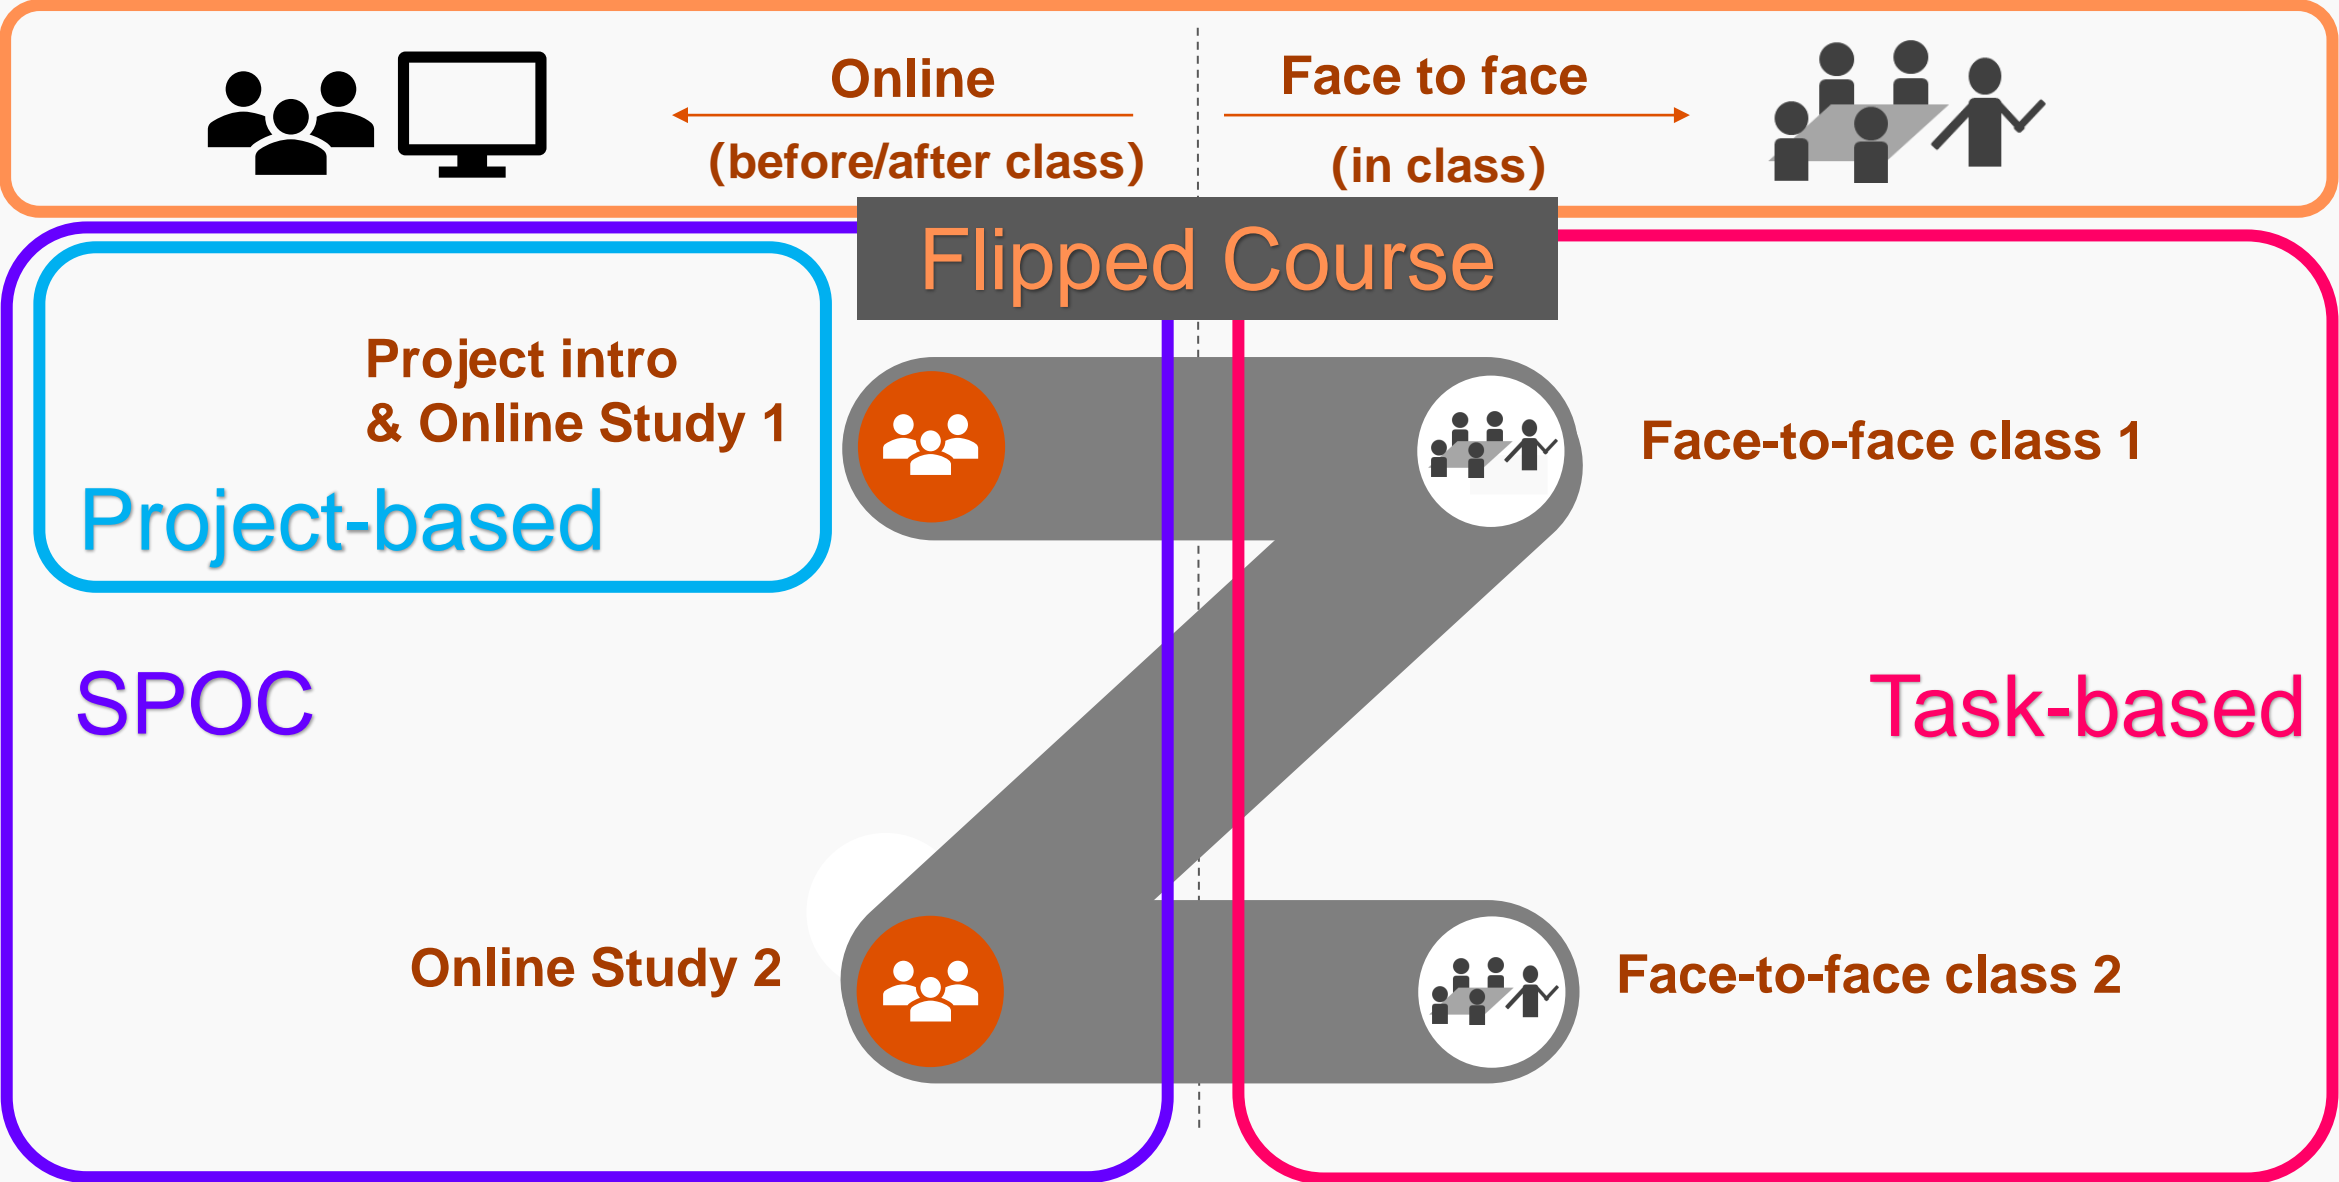 Online
(before/after class)
Face to face
(in class)
Flipped Course
Project intro
& Online Study 1
Project-based
Face-to-face class 1
SPOC
Task-based
Online Study 2
Face-to-face class 2